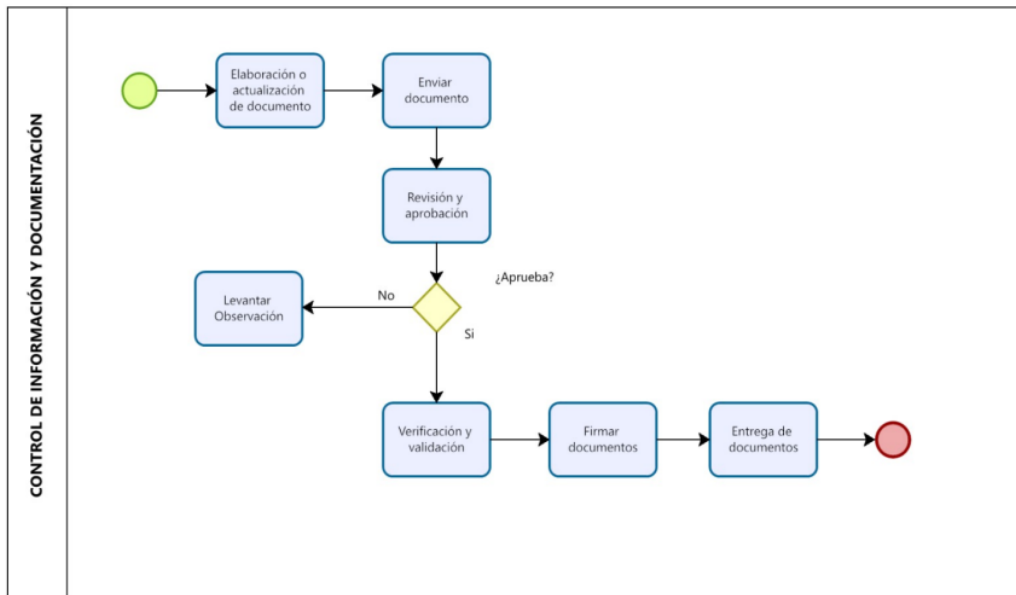 CONTROL DE INFORMACIÓN Y DOCUMENTACIÓN
Elaboración o
actualización
de documento
Enviar
documento
Revisión y
aprobación
¿Aprueba?
No
Levantar
Observación
Si
Verificación y
validación
Firmar
documentos
Entrega de
documentos